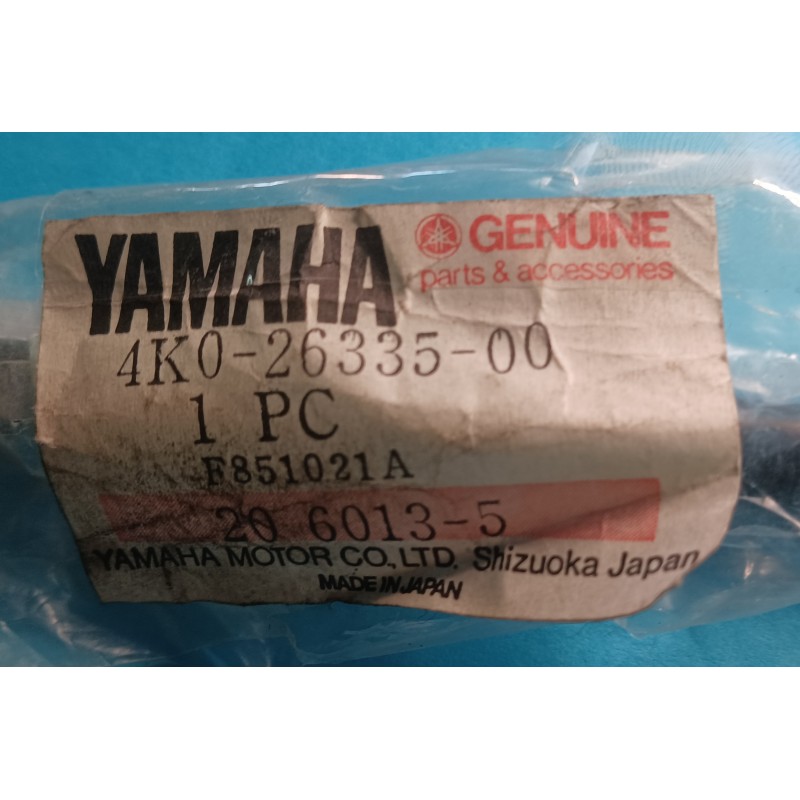 YAMAHA
GENUINE
parts & accessories
4K0-26335-00
1 PC
F851021A
20 6013-5
YAMAHA MOTOR CO., LTD. Shizuoka Japan
MADE IN JAPAN